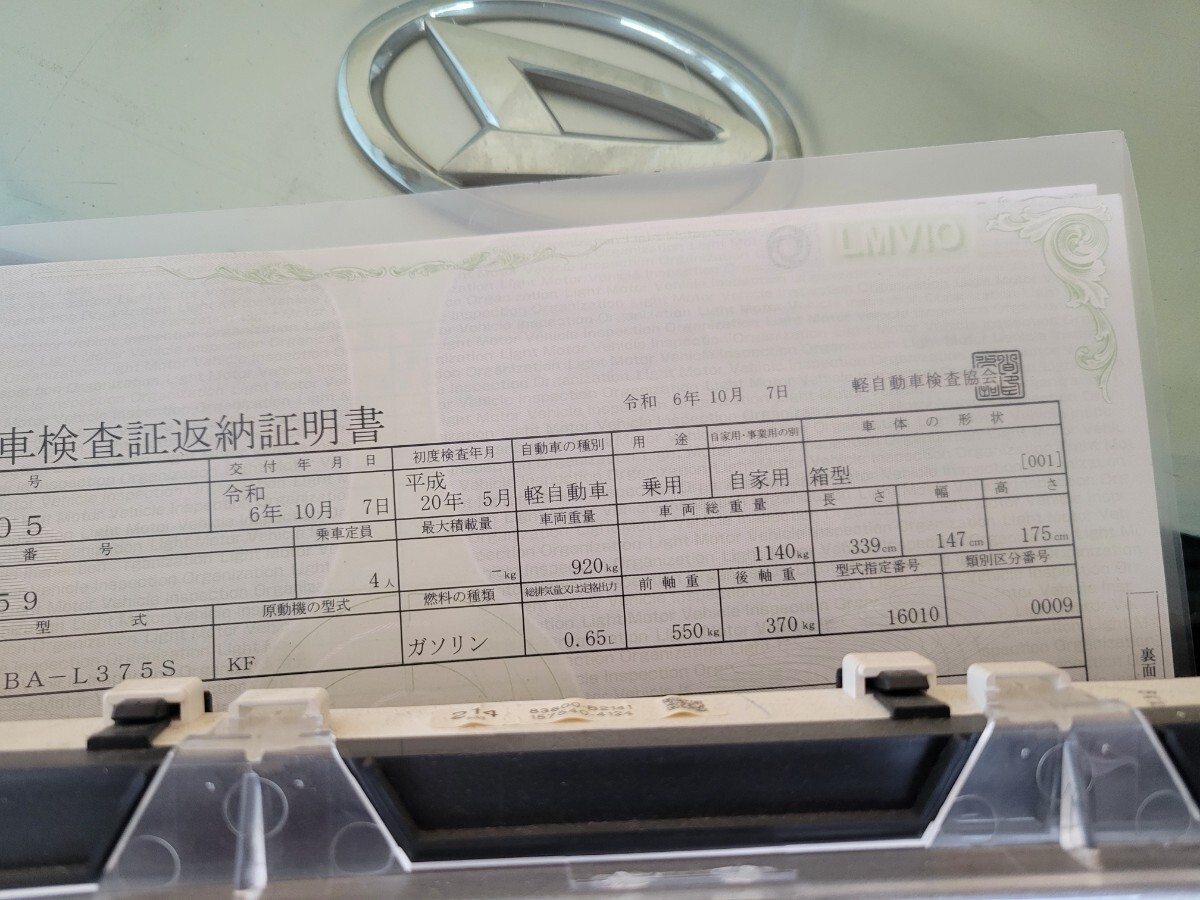 LMVIO
令和 6年 10月 7日 軽自動車検査協会
車検査証返納証明書
号 交付年月日 初度検査年月 自動車の種別 用途 自家用・事業用の別 車体の形状
05 令和 6年 10月 7日 平成 20年 5月 軽自動車 乗用 自家用 箱型 [001]
番号 乗車定員 最大積載量 車両重量 車両総重量 長さ 幅 高さ
59 4人 -kg 920kg 1140kg 339cm 147cm 175cm
型式 原動機の型式 燃料の種類 総排気量又は定格出力 前軸重 後軸重 型式指定番号 類別区分番号
BA-L375S KF ガソリン 0.65L 550kg 370kg 16010 0009
裏面
214 83800-B2141
157540-4124